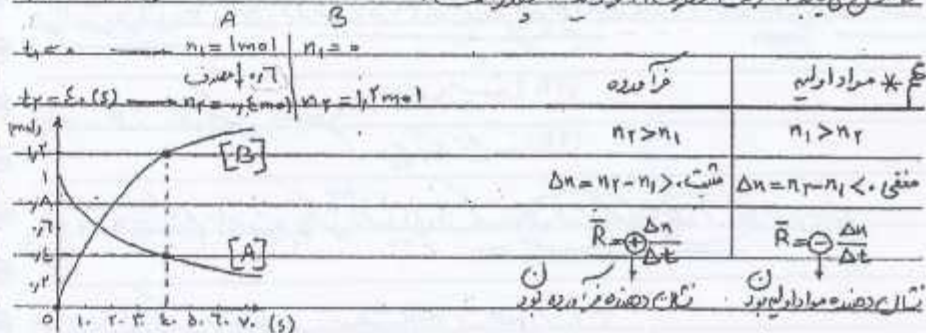 A B
t₁ = ۰ n₁ = ۱mol n₁ = ۰
۰٫۶ مصرف
t₂ = ۴۰(s) n₂ = ۰٫۴mol n₂ = ۱٫۲mol
* مواد اولیه فرآورده
n₁ > n₂ n₂ > n₁
منفی Δn = n₂ - n₁ < ۰ مثبت Δn = n₂ - n₁ > ۰
R̄ = ⊖ Δn/Δt R̄ = ⊕ Δn/Δt
نشان دهنده مواد اولیه بودن نشان دهنده فرآورده بودن
mol
۱٫۲ [B]
۱
۰٫۸
۰٫۶
۰٫۴ [A]
۰٫۲
۰ ۱۰ ۲۰ ۳۰ ۴۰ ۵۰ ۶۰ ۷۰ (s)